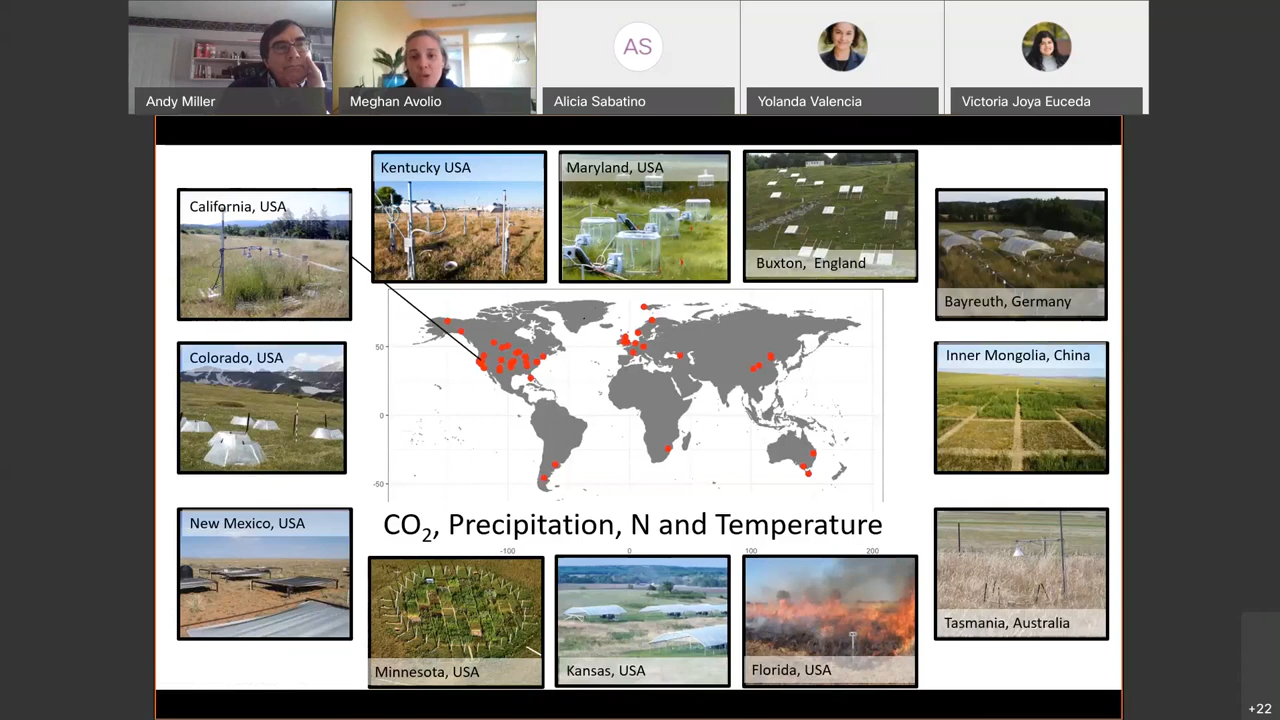 AS
Andy Miller
Meghan Avolio
Alicia Sabatino
Yolanda Valencia
Victoria Joya Euceda
Kentucky USA
Maryland, USA
California, USA
Buxton, England
Bayreuth, Germany
Colorado, USA
Inner Mongolia, China
50
0
-50
New Mexico, USA
CO₂, Precipitation, N and Temperature
-100
0
100
200
Tasmania, Australia
Minnesota, USA
Kansas, USA
Florida, USA
+22